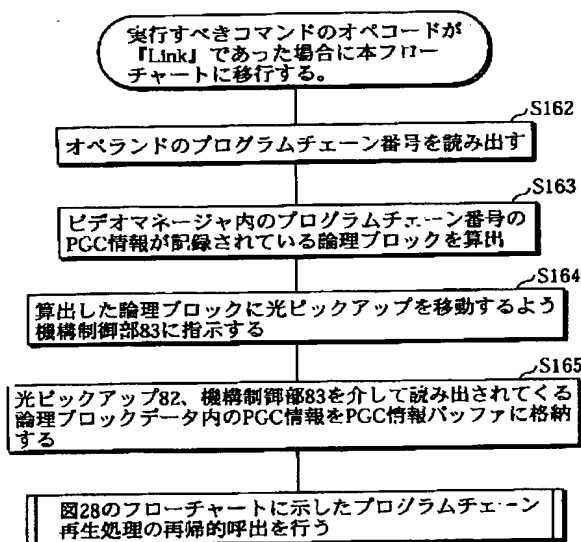 実行すべきコマンドのオペコードが
『Link』であった場合に本フロー
チャートに移行する。
S162
オペランドのプログラムチェーン番号を読み出す
S163
ビデオマネージャ内のプログラムチェーン番号の
PGC情報が記録されている論理ブロックを算出
S164
算出した論理ブロックに光ピックアップを移動するよう
機構制御部83に指示する
S165
光ピックアップ82、機構制御部83を介して読み出されてくる
論理ブロックデータ内のPGC情報をPGC情報バッファに格納
する
図28のフローチャートに示したプログラムチェーン
再生処理の再帰的呼出を行う